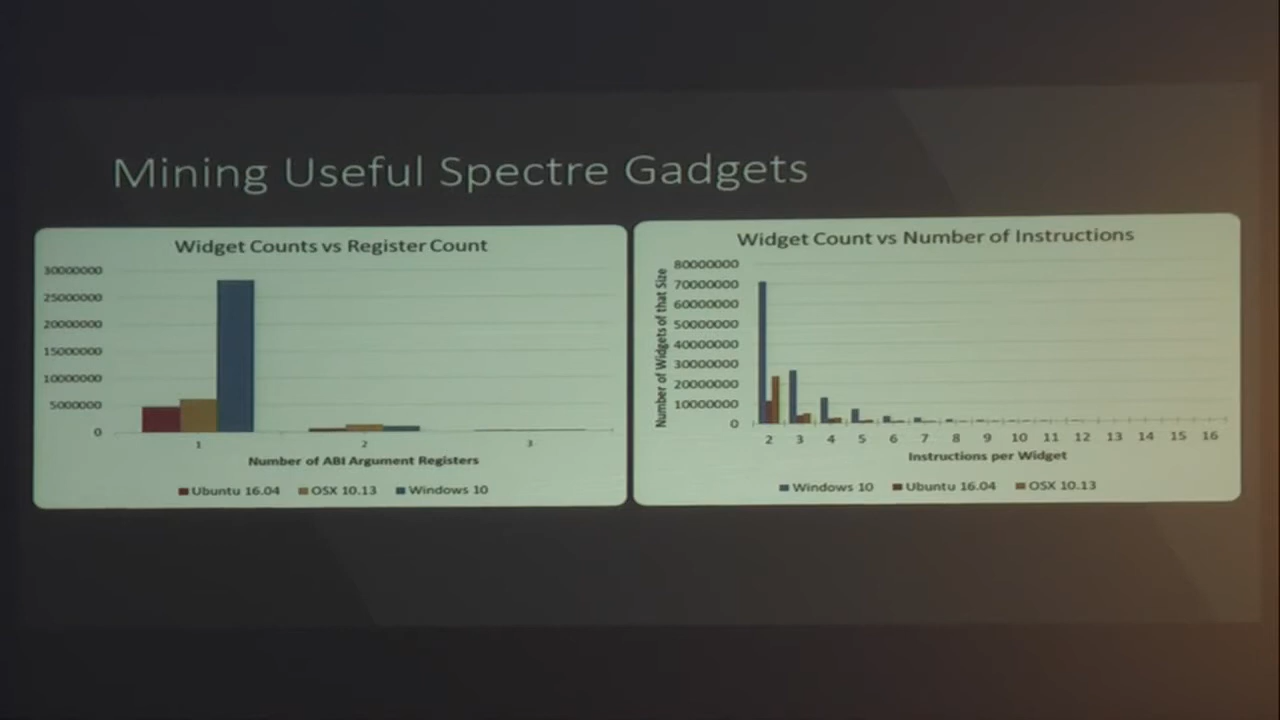 Mining Useful Spectre Gadgets
Widget Counts vs Register Count
30000000
25000000
20000000
15000000
10000000
5000000
0
1 2 3
Number of ABI Argument Registers
Ubuntu 16.04 OSX 10.13 Windows 10
Widget Count vs Number of Instructions
Number of Widgets of that Size
80000000
70000000
60000000
50000000
40000000
30000000
20000000
10000000
0
2 3 4 5 6 7 8 9 10 11 12 13 14 15 16
Instructions per Widget
Windows 10 Ubuntu 16.04 OSX 10.13